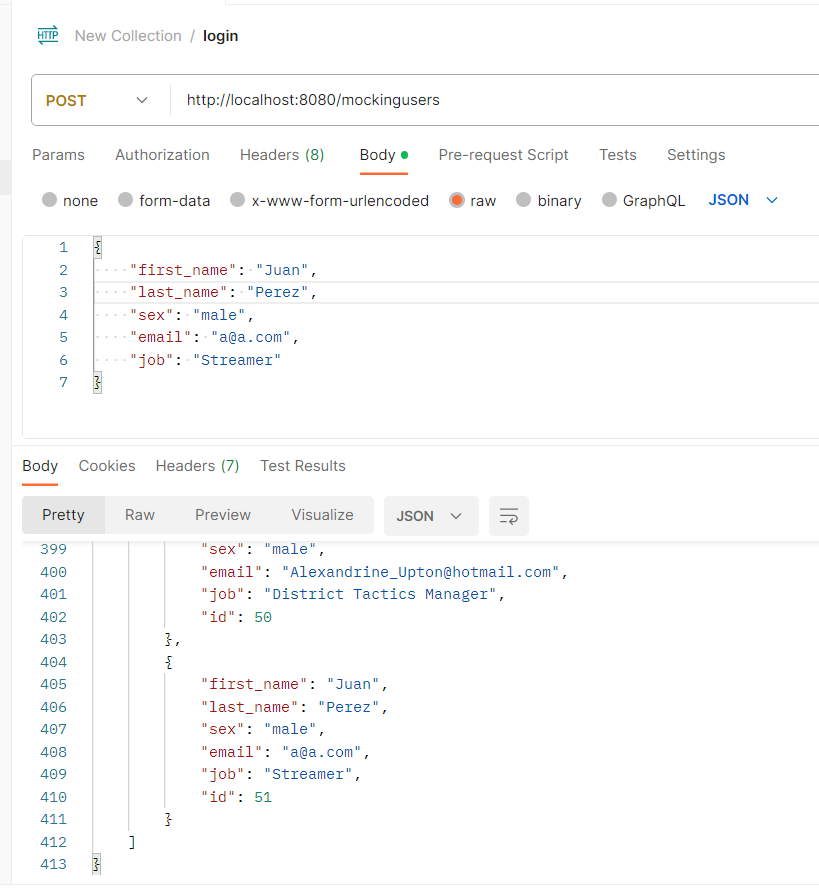 HTTP New Collection / login
POST http://localhost:8080/mockingusers
Params Authorization Headers (8) Body Pre-request Script Tests Settings
none form-data x-www-form-urlencoded raw binary GraphQL JSON
1 {
2 "first_name": "Juan",
3 "last_name": "Perez",
4 "sex": "male",
5 "email": "a@a.com",
6 "job": "Streamer"
7 }
Body Cookies Headers (7) Test Results
Pretty Raw Preview Visualize JSON
399 "sex": "male",
400 "email": "Alexandrine_Upton@hotmail.com",
401 "job": "District Tactics Manager",
402 "id": 50
403 },
404 {
405 "first_name": "Juan",
406 "last_name": "Perez",
407 "sex": "male",
408 "email": "a@a.com",
409 "job": "Streamer",
410 "id": 51
411 }
412 ]
413 }